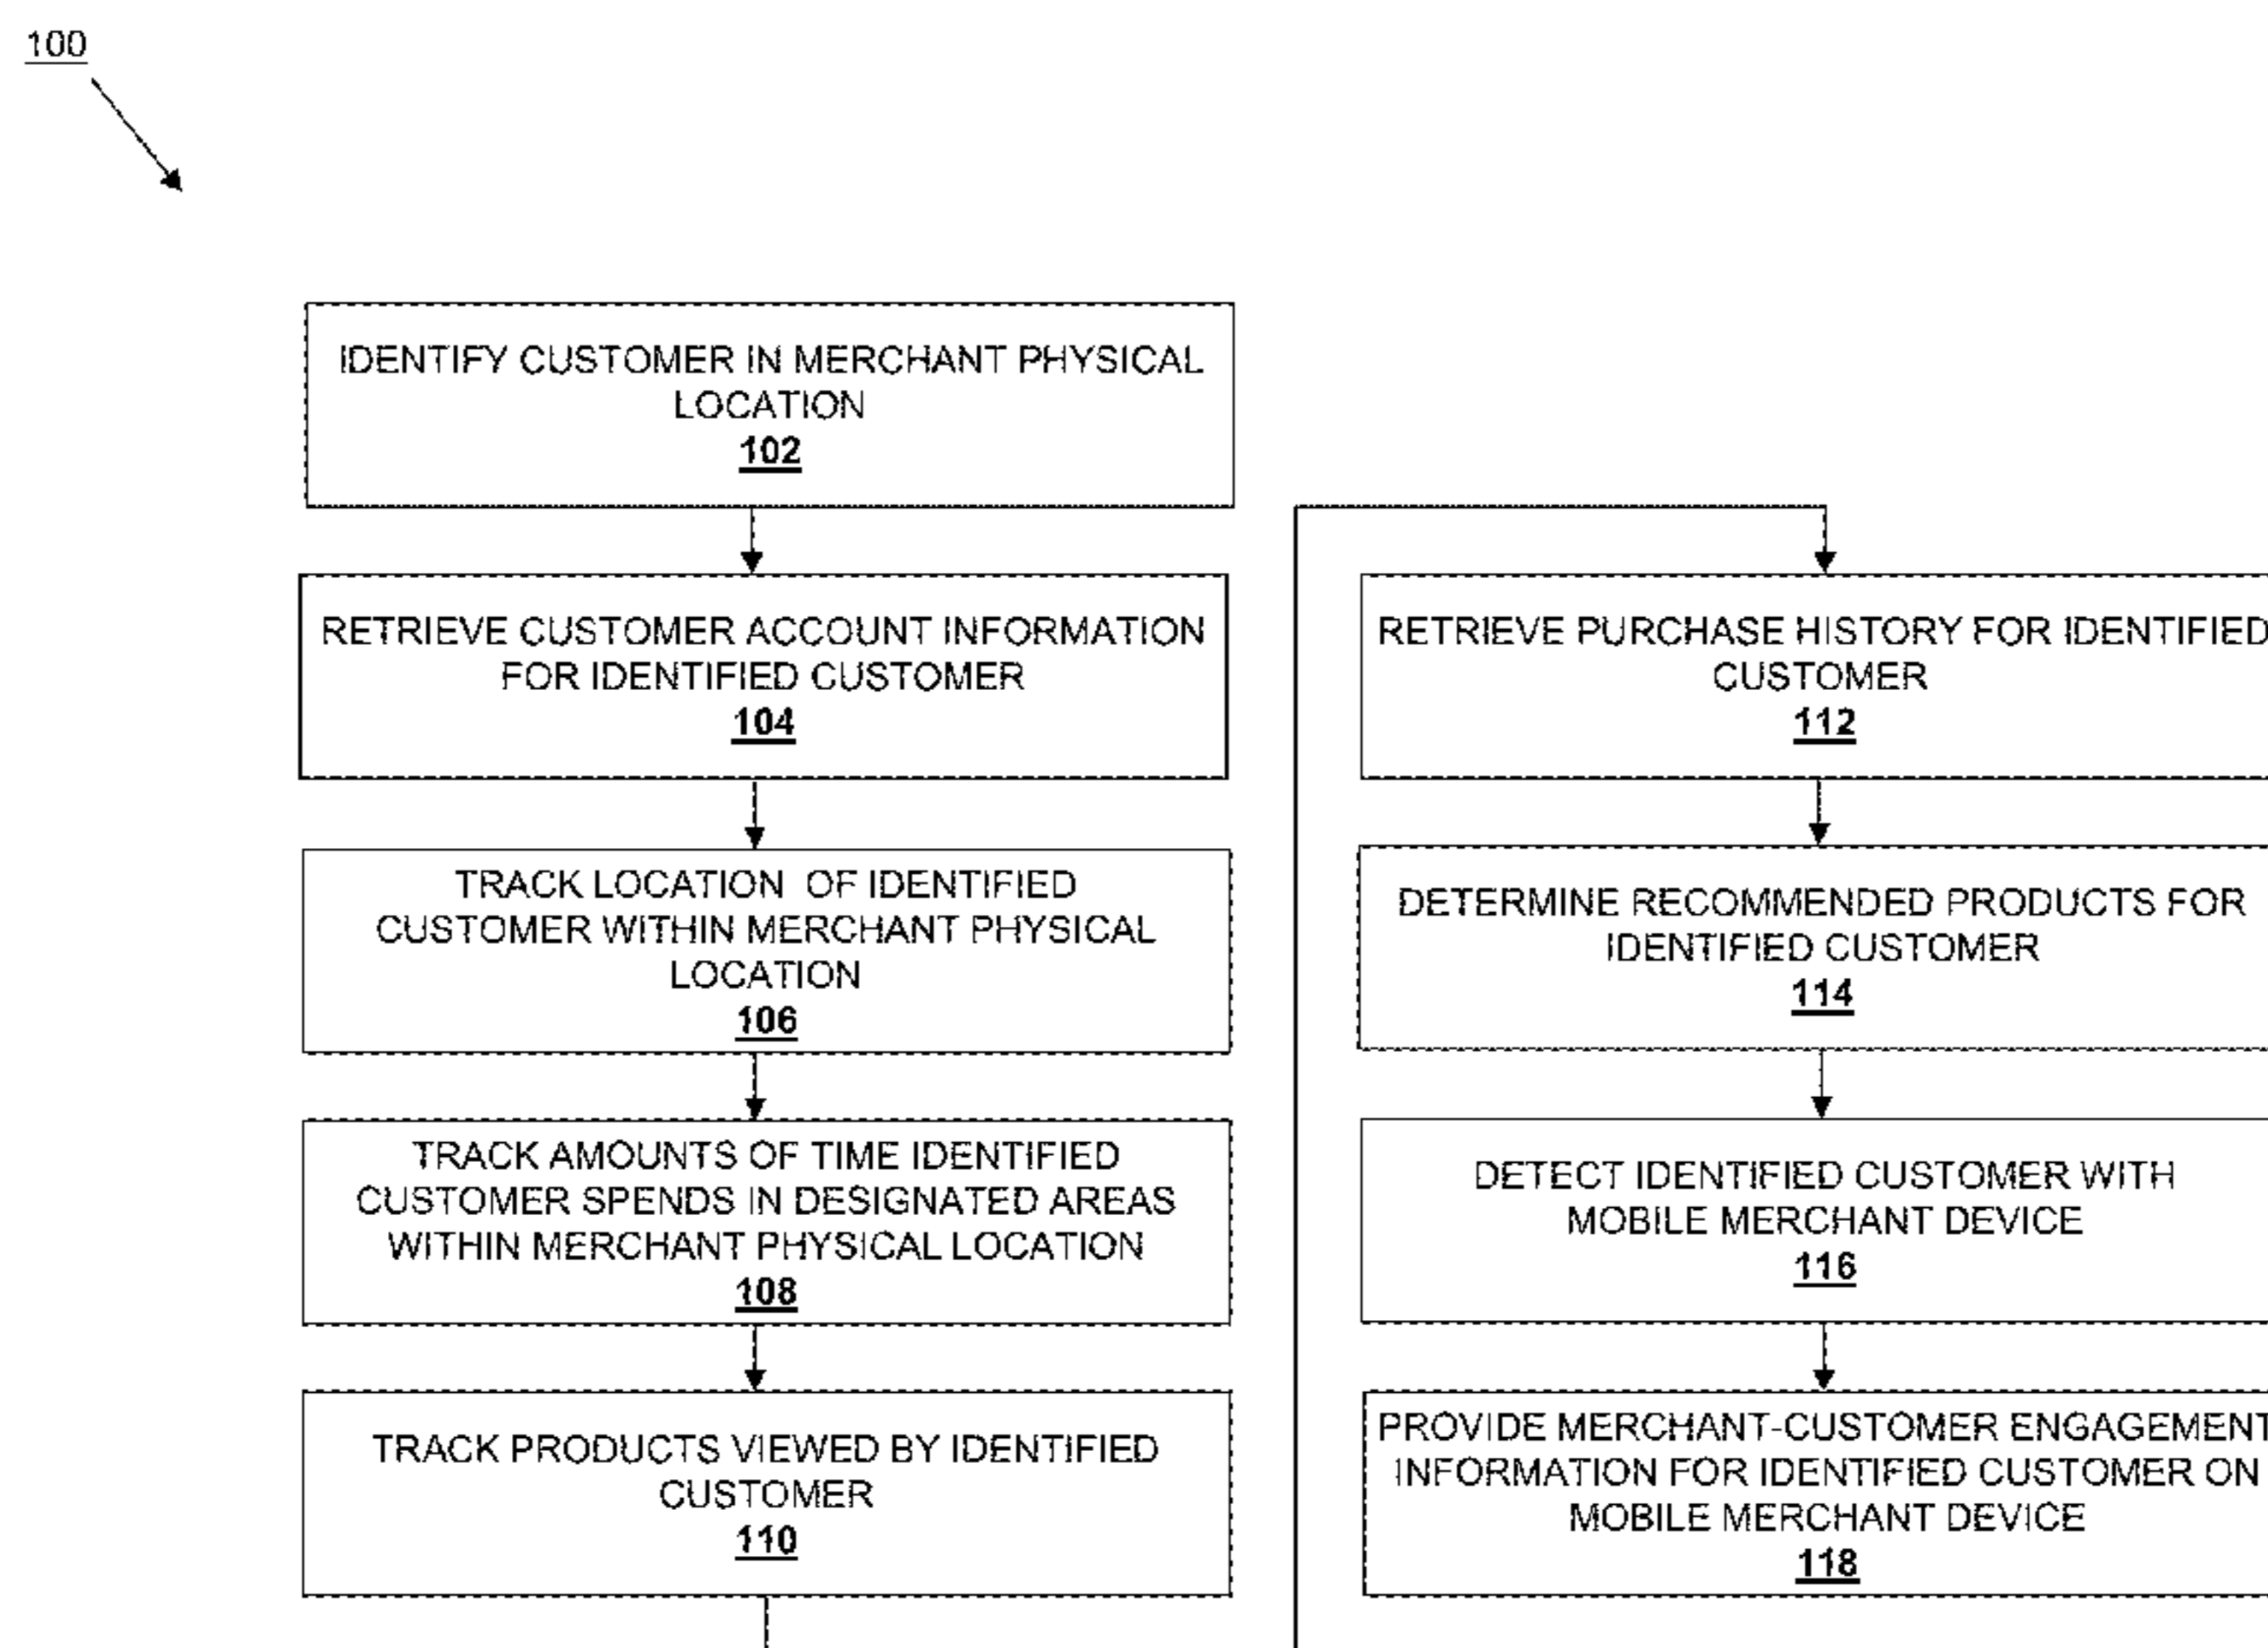 100
IDENTIFY CUSTOMER IN MERCHANT PHYSICAL
LOCATION
102
RETRIEVE CUSTOMER ACCOUNT INFORMATION
FOR IDENTIFIED CUSTOMER
104
TRACK LOCATION OF IDENTIFIED
CUSTOMER WITHIN MERCHANT PHYSICAL
LOCATION
106
TRACK AMOUNTS OF TIME IDENTIFIED
CUSTOMER SPENDS IN DESIGNATED AREAS
WITHIN MERCHANT PHYSICAL LOCATION
108
TRACK PRODUCTS VIEWED BY IDENTIFIED
CUSTOMER
110
RETRIEVE PURCHASE HISTORY FOR IDENTIFIED
CUSTOMER
112
DETERMINE RECOMMENDED PRODUCTS FOR
IDENTIFIED CUSTOMER
114
DETECT IDENTIFIED CUSTOMER WITH
MOBILE MERCHANT DEVICE
116
PROVIDE MERCHANT-CUSTOMER ENGAGEMENT
INFORMATION FOR IDENTIFIED CUSTOMER ON
MOBILE MERCHANT DEVICE
118